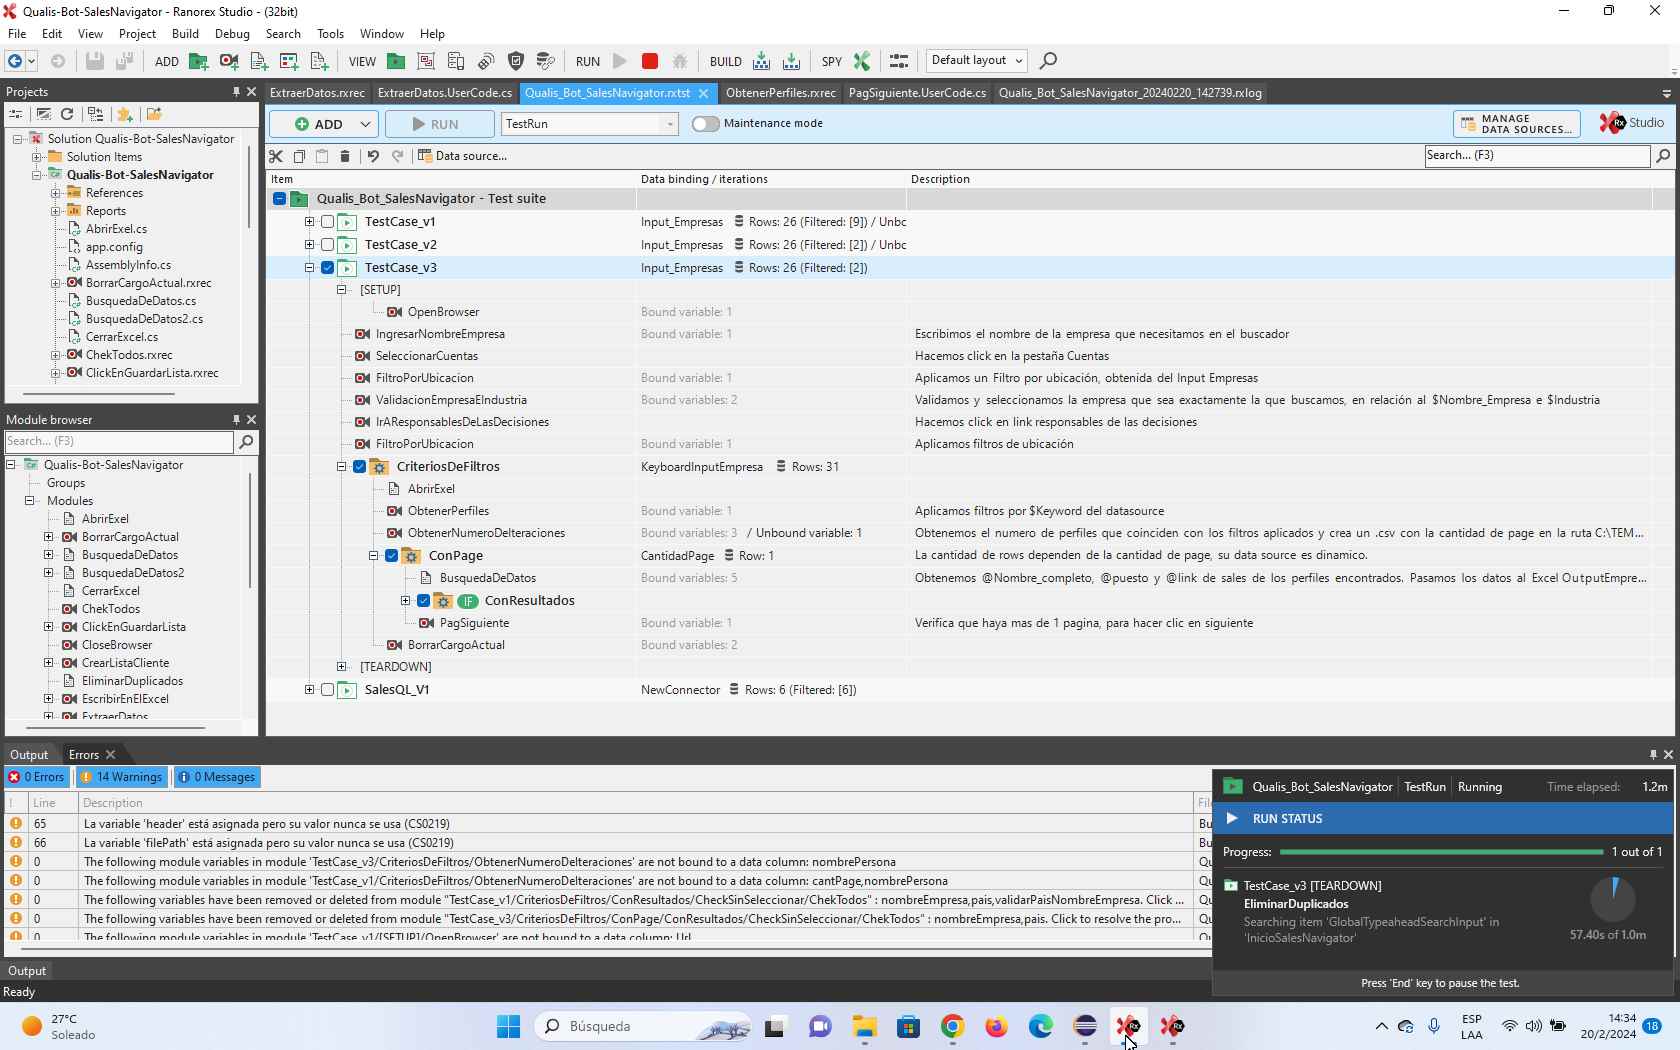 Qualis-Bot-SalesNavigator - Ranorex Studio - (32bit)
File Edit View Project Build Debug Search Tools Window Help
ADD VIEW RUN BUILD SPY Default layout
Projects
ExtraerDatos.rxrec ExtraerDatos.UserCode.cs Qualis_Bot_SalesNavigator.rxtst ObtenerPerfiles.rxrec PagSiguiente.UserCode.cs Qualis_Bot_SalesNavigator_20240220_142739.rxlog
ADD RUN TestRun Maintenance mode MANAGE DATA SOURCES... Rx Studio
Data source... Search... (F3)
Solution Qualis-Bot-SalesNavigator
Solution Items
Qualis-Bot-SalesNavigator
References
Reports
AbrirExel.cs
app.config
AssemblyInfo.cs
BorrarCargoActual.rxrec
BusquedaDeDatos.cs
BusquedaDeDatos2.cs
CerrarExcel.cs
ChekTodos.rxrec
ClickEnGuardarLista.rxrec
Module browser
Search... (F3)
Qualis-Bot-SalesNavigator
Groups
Modules
AbrirExel
BorrarCargoActual
BusquedaDeDatos
BusquedaDeDatos2
CerrarExcel
ChekTodos
ClickEnGuardarLista
CloseBrowser
CrearListaCliente
EliminarDuplicados
EscribirEnElExcel
ExtraerDatos
Item Data binding / iterations Description
Qualis_Bot_SalesNavigator - Test suite
TestCase_v1 Input_Empresas Rows: 26 (Filtered: [9]) / Unbc
TestCase_v2 Input_Empresas Rows: 26 (Filtered: [2]) / Unbc
TestCase_v3 Input_Empresas Rows: 26 (Filtered: [2])
[SETUP]
OpenBrowser Bound variable: 1
IngresarNombreEmpresa Bound variable: 1 Escribimos el nombre de la empresa que necesitamos en el buscador
SeleccionarCuentas Hacemos click en la pestaña Cuentas
FiltroPorUbicacion Bound variable: 1 Aplicamos un Filtro por ubicación, obtenida del Input Empresas
ValidacionEmpresaEIndustria Bound variables: 2 Validamos y seleccionamos la empresa que sea exactamente la que buscamos, en relación al $Nombre_Empresa e $Industria
IrAResponsablesDeLasDecisiones Hacemos click en link responsables de las decisiones
FiltroPorUbicacion Bound variable: 1 Aplicamos filtros de ubicación
CriteriosDeFiltros KeyboardInputEmpresa Rows: 31
AbrirExel
ObtenerPerfiles Bound variable: 1 Aplicamos filtros por $Keyword del datasource
ObtenerNumeroDeIteraciones Bound variables: 3 / Unbound variable: 1 Obtenemos el numero de perfiles que coinciden con los filtros aplicados y crea un .csv con la cantidad de page en la ruta C:\TEM...
ConPage CantidadPage Row: 1 La cantidad de rows dependen de la cantidad de page, su data source es dinamico.
BusquedaDeDatos Bound variables: 5 Obtenemos @Nombre_completo, @puesto y @link de sales de los perfiles encontrados. Pasamos los datos al Excel OutputEmpre...
IF ConResultados
PagSiguiente Bound variable: 1 Verifica que haya mas de 1 pagina, para hacer clic en siguiente
BorrarCargoActual Bound variables: 2
[TEARDOWN]
SalesQL_V1 NewConnector Rows: 6 (Filtered: [6])
Output Errors
0 Errors 14 Warnings 0 Messages
! Line Description
65 La variable 'header' está asignada pero su valor nunca se usa (CS0219) Bu
66 La variable 'filePath' está asignada pero su valor nunca se usa (CS0219) Bu
0 The following module variables in module 'TestCase_v3/CriteriosDeFiltros/ObtenerNumeroDeIteraciones' are not bound to a data column: nombrePersona
0 The following module variables in module 'TestCase_v1/CriteriosDeFiltros/ObtenerNumeroDeIteraciones' are not bound to a data column: cantPage,nombrePersona
0 The following variables have been removed or deleted from module "TestCase_v1/CriteriosDeFiltros/ConResultados/CheckSinSeleccionar/ChekTodos" : nombreEmpresa,pais,validarPaisNombreEmpresa. Click ...
0 The following variables have been removed or deleted from module "TestCase_v3/CriteriosDeFiltros/ConPage/ConResultados/CheckSinSeleccionar/ChekTodos" : nombreEmpresa,pais. Click to resolve the pro...
0 The following module variables in module 'TestCase_v1/[SETUP]/OpenBrowser' are not bound to a data column: Url
Qualis_Bot_SalesNavigator TestRun Running Time elapsed: 1.2m
RUN STATUS
Progress: 1 out of 1
TestCase_v3 [TEARDOWN]
EliminarDuplicados
Searching item 'GlobalTypeaheadSearchInput' in 'InicioSalesNavigator'
57.40s of 1.0m
Press 'End' key to pause the test.
Output
Ready
27°C
Soleado
Búsqueda
ESP
LAA
14:34
20/2/2024
18